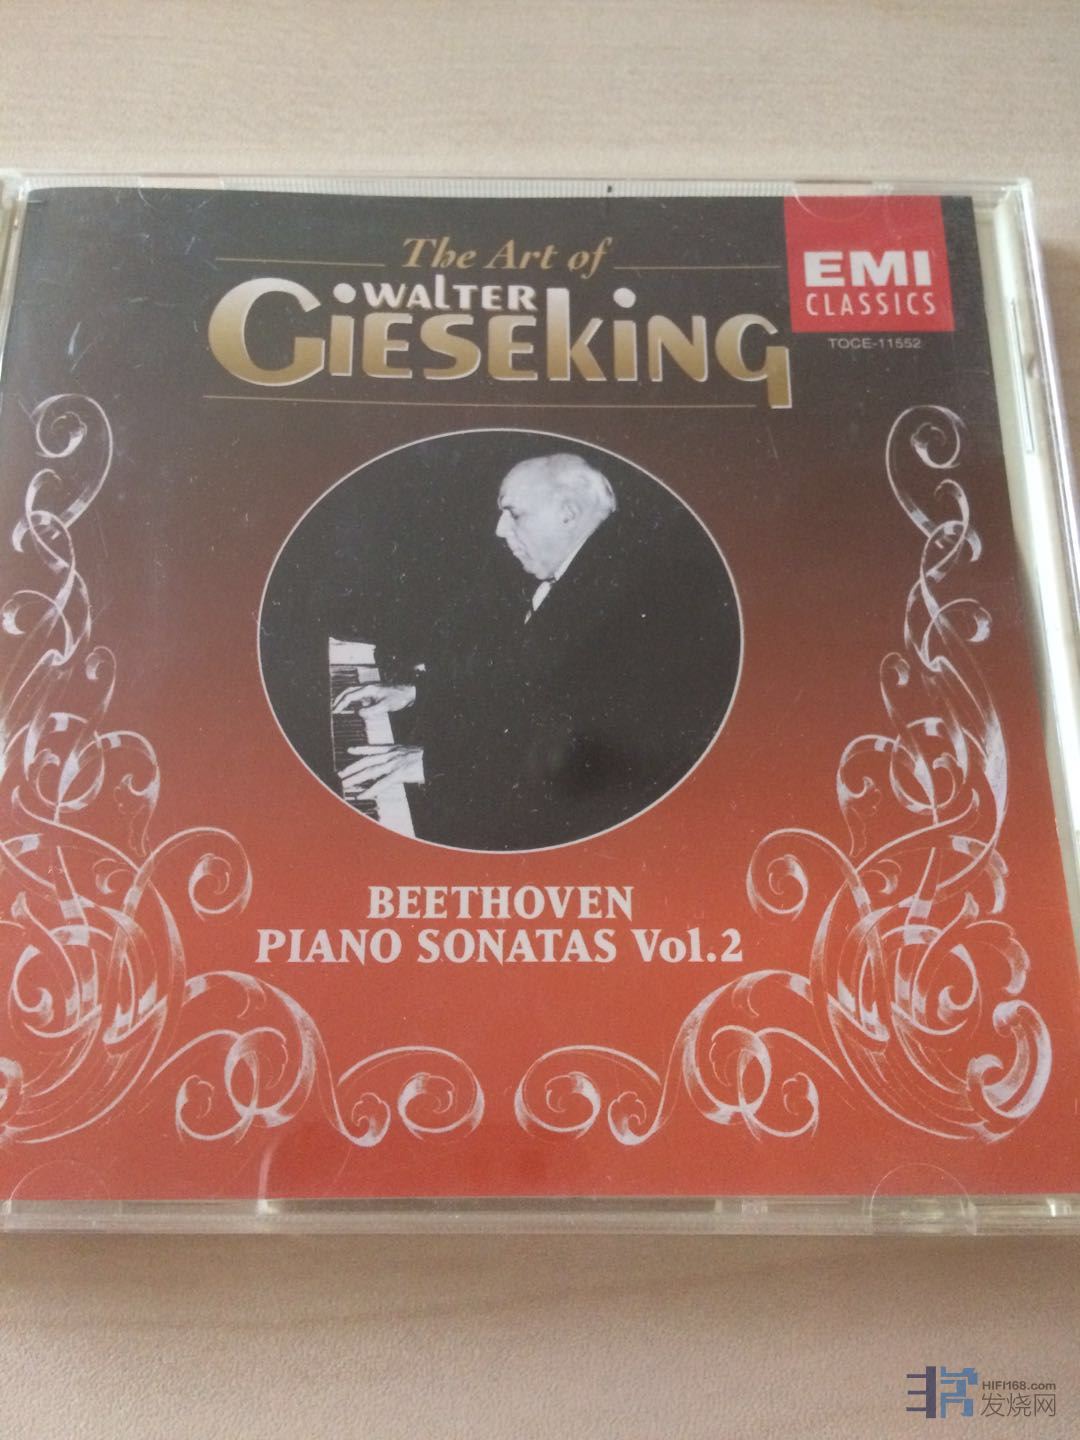 The Art of
WALTER
GIESEKING
EMI
CLASSICS
TOCE-11552
BEETHOVEN
PIANO SONATAS Vol.2
HIFI168.com
发烧网